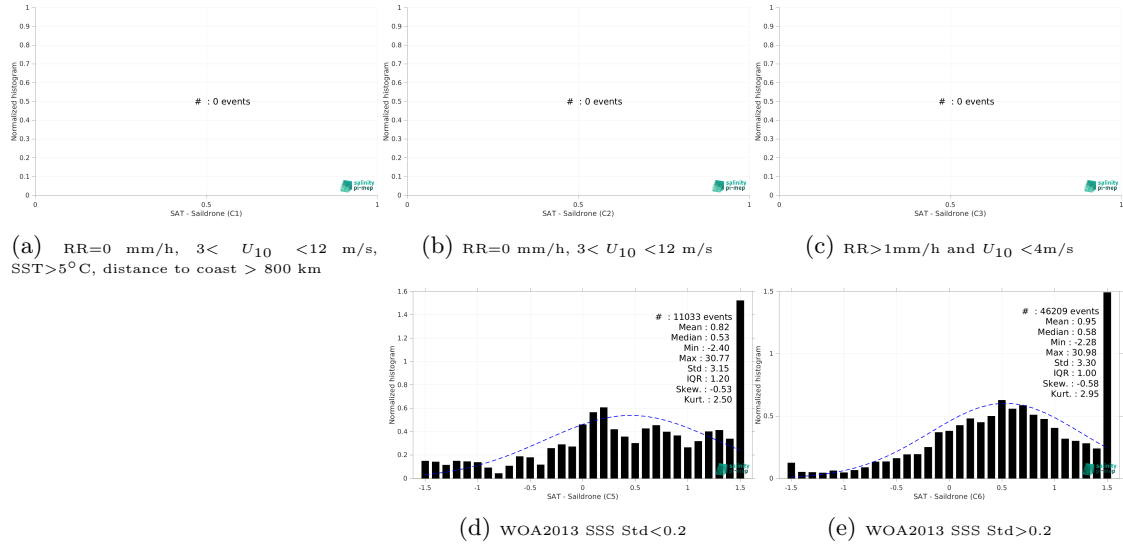 1
0.9
0.8
0.7
0.6
0.5
0.4
0.3
0.2
0.1
0
Normalized histogram
# : 0 events
salinity
pi-mep
0 0.5 1
SAT - Saildrone (C1)
(a) RR=0 mm/h, 3< U10 <12 m/s,
SST>5°C, distance to coast > 800 km
1
0.9
0.8
0.7
0.6
0.5
0.4
0.3
0.2
0.1
0
Normalized histogram
# : 0 events
salinity
pi-mep
0 0.5 1
SAT - Saildrone (C2)
(b) RR=0 mm/h, 3< U10 <12 m/s
1
0.9
0.8
0.7
0.6
0.5
0.4
0.3
0.2
0.1
0
Normalized histogram
# : 0 events
salinity
pi-mep
0 0.5 1
SAT - Saildrone (C3)
(c) RR>1mm/h and U10 <4m/s
1.6
1.4
1.2
1
0.8
0.6
0.4
0.2
0
Normalized histogram
# : 11033 events
Mean : 0.82
Median : 0.53
Min : -2.40
Max : 30.77
Std : 3.15
IQR : 1.20
Skew. : -0.53
Kurt. : 2.50
salinity
pi-mep
-1.5 -1 -0.5 0 0.5 1 1.5
SAT - Saildrone (C5)
(d) WOA2013 SSS Std<0.2
1.5
1
0.5
0
Normalized histogram
# : 46209 events
Mean : 0.95
Median : 0.58
Min : -2.28
Max : 30.98
Std : 3.30
IQR : 1.00
Skew. : -0.58
Kurt. : 2.95
salinity
pi-mep
-1.5 -1 -0.5 0 0.5 1 1.5
SAT - Saildrone (C6)
(e) WOA2013 SSS Std>0.2